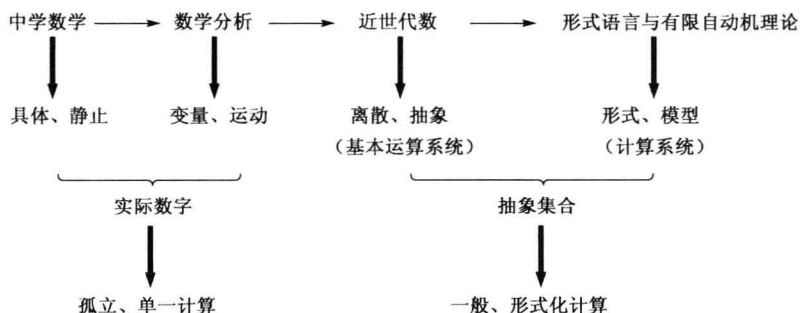 中学数学 数学分析 近世代数 形式语言与有限自动机理论
具体、静止 变量、运动 离散、抽象 形式、模型
（基本运算系统） （计算系统）
实际数字 抽象集合
孤立、单一计算 一般、形式化计算